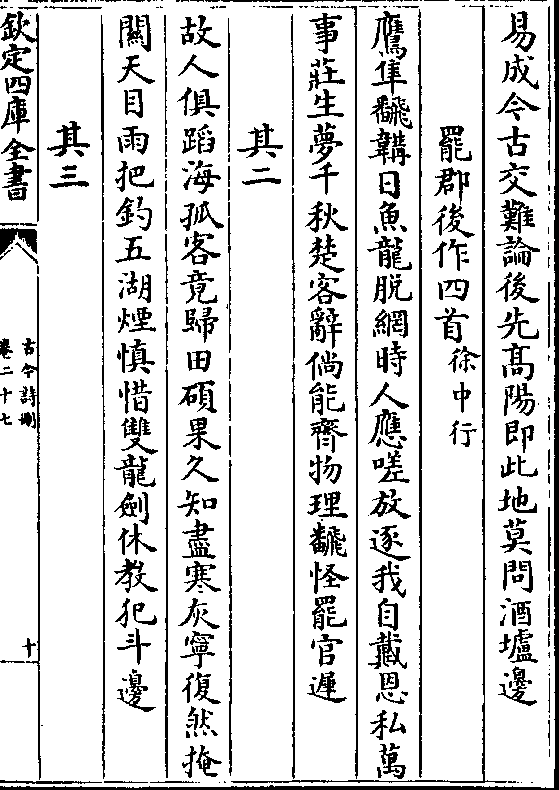 易成今古交難論後先髙陽即此地莫問酒壚邊
罷郡後作四首徐中行
鷹隼飜韝日魚龍脱網時人應嗟放逐我自戴恩私萬
事莊生夢千秋楚客辭倘能齊物理飜怪罷官遲
其二
故人俱蹈海孤客竟歸田碩果久知盡寒灰寧復然掩
關天目雨把釣五湖煙慎惜雙龍劍休教犯斗邊
其三
欽定四庫全書
古今詩刪
卷二十七
十